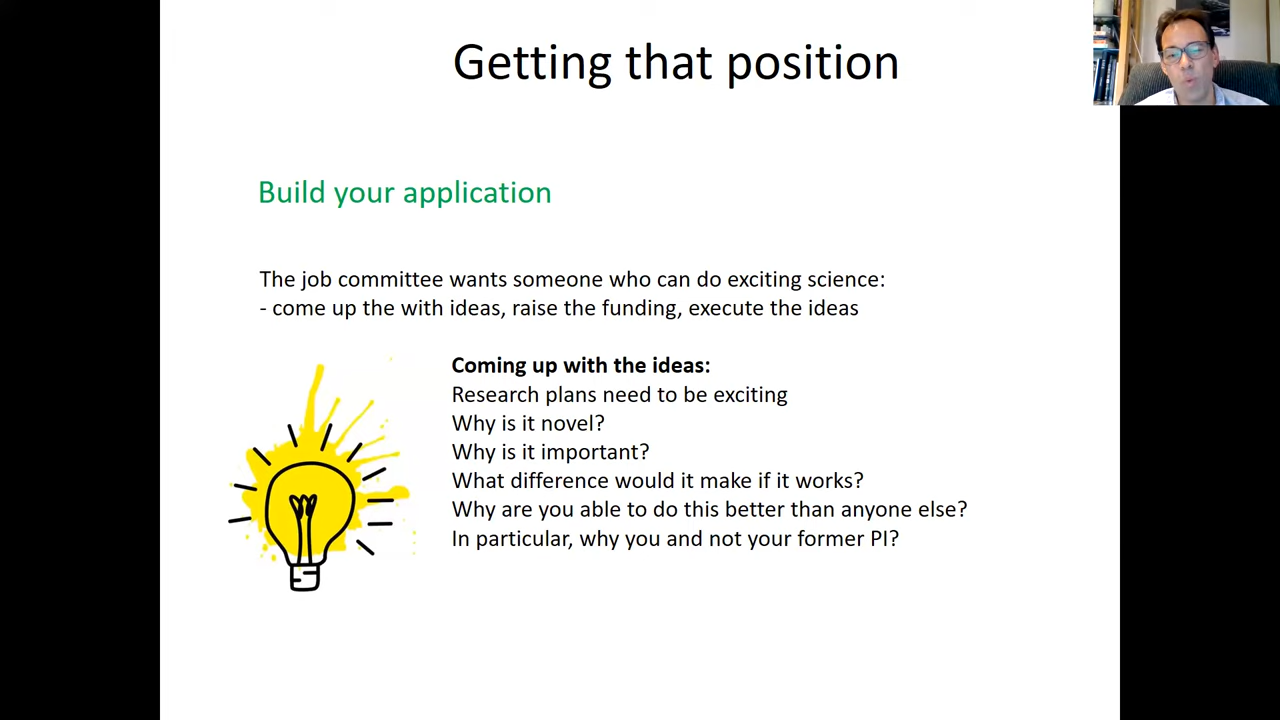 Getting that position
Build your application
The job committee wants someone who can do exciting science:
- come up the with ideas, raise the funding, execute the ideas
Coming up with the ideas:
Research plans need to be exciting
Why is it novel?
Why is it important?
What difference would it make if it works?
Why are you able to do this better than anyone else?
In particular, why you and not your former PI?